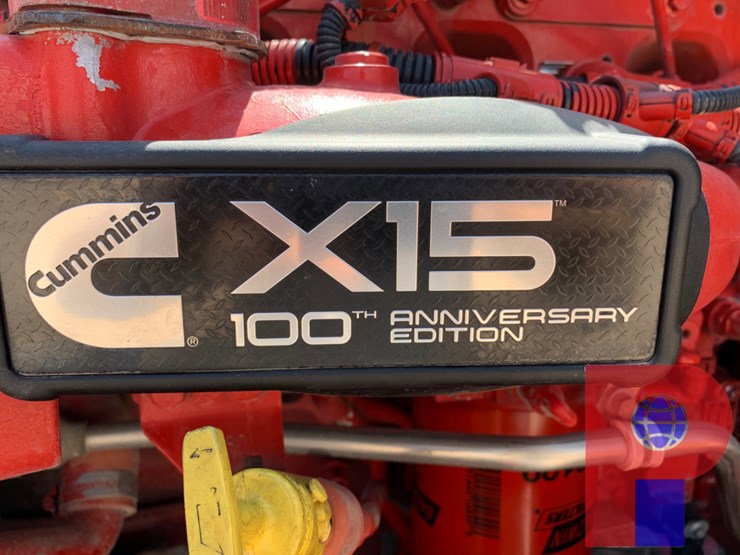 Cummins
®
X15™
100TH ANNIVERSARY
EDITION